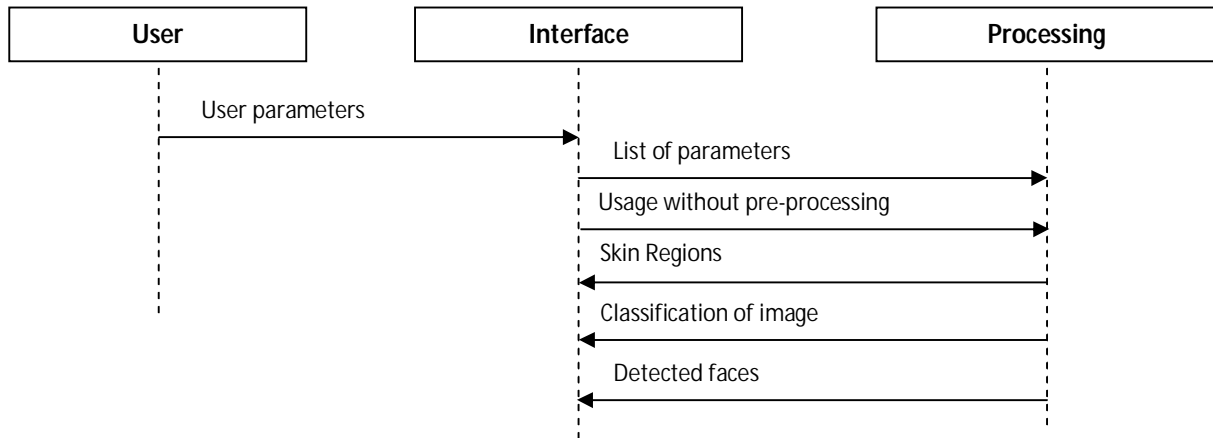 User
Interface
Processing
User parameters
List of parameters
Usage without pre-processing
Skin Regions
Classification of image
Detected faces